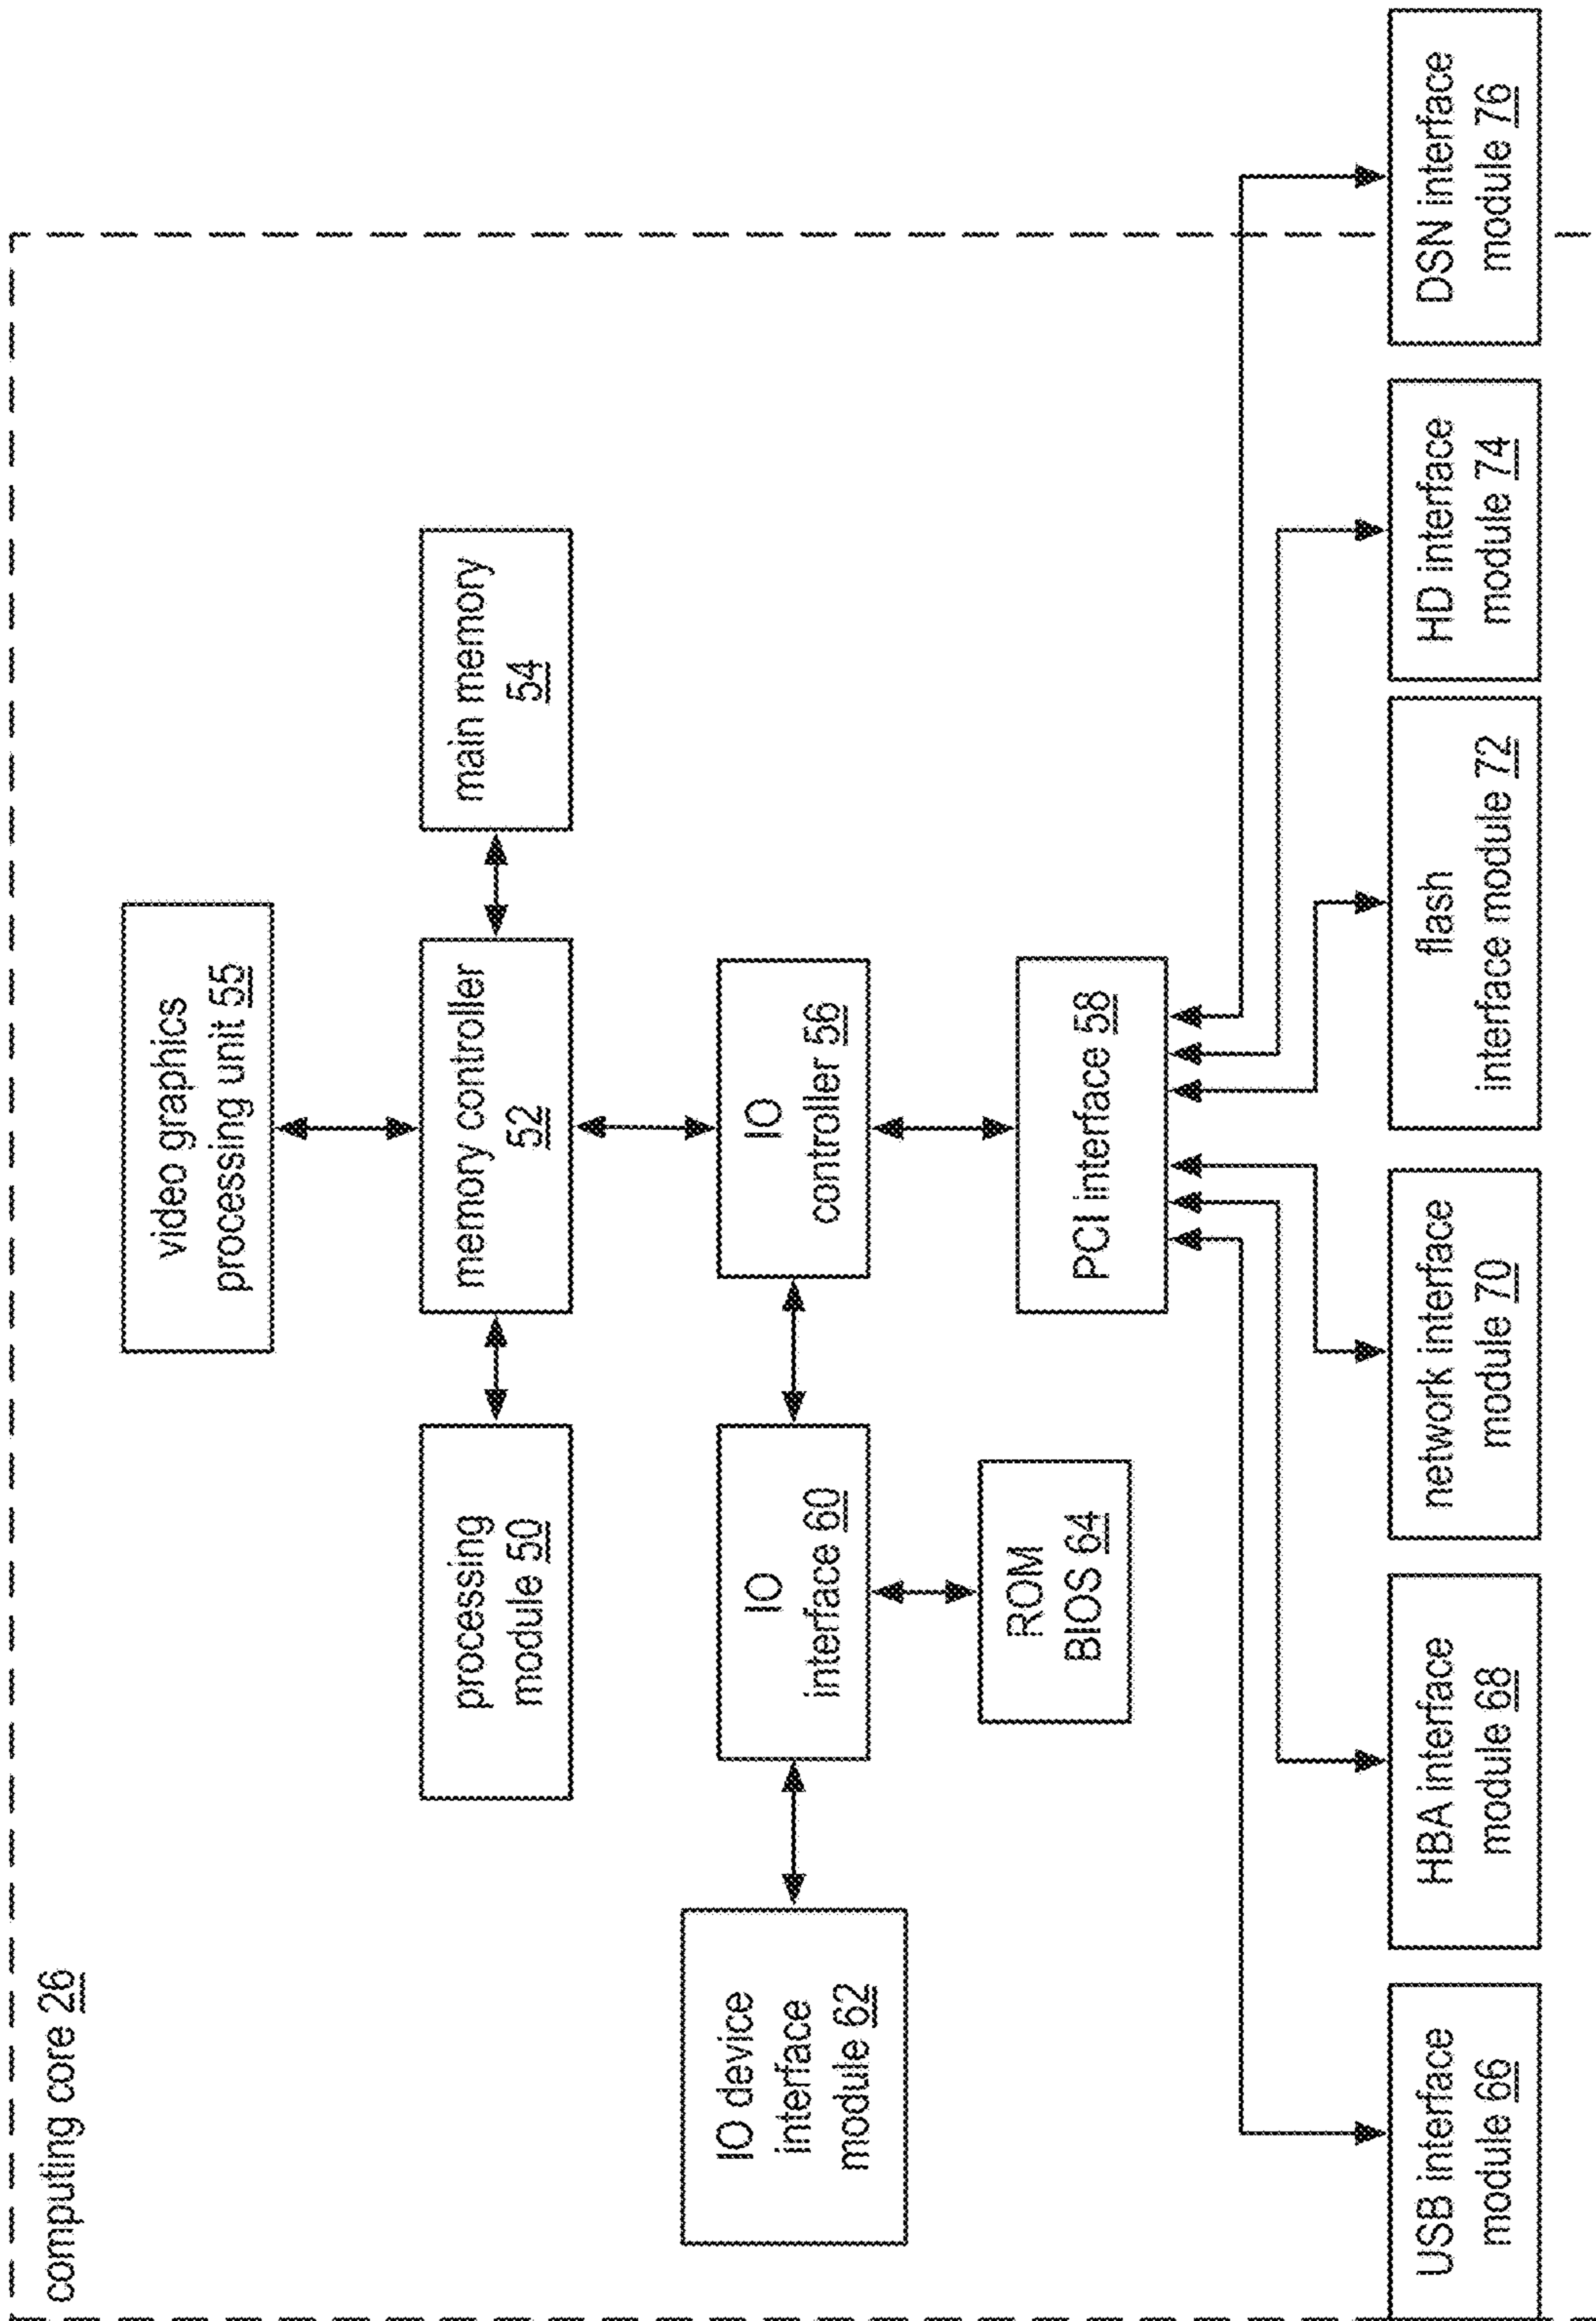 computing core 26
video graphics
processing unit 55
processing
module 50
memory controller
52
main memory
54
IO device
interface
module 62
IO
interface 60
IO
controller 56
ROM
BIOS 64
PCI interface 58
USB interface
module 66
HBA interface
module 68
network interface
module 70
flash
interface module 72
HD interface
module 74
DSN interface
module 76